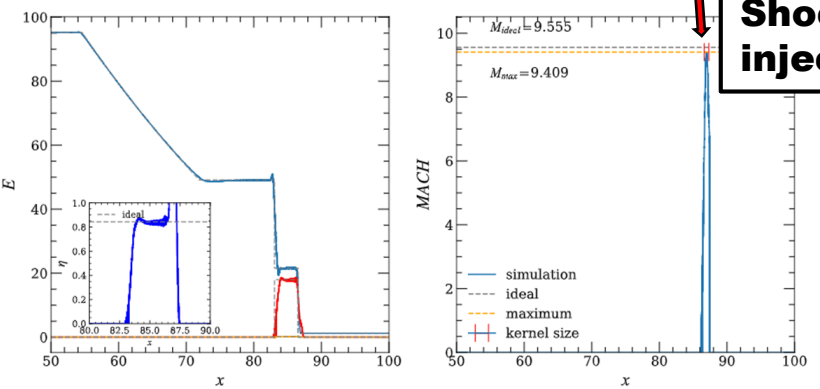 100
80
60
40
20
0
50 60 70 80 90 100
E
x
1.0
0.8
0.6
0.4
0.2
0.0
80.0 82.5 85.0 87.5 90.0
η
x
ideal
10
8
6
4
2
0
50 60 70 80 90 100
MACH
x
M_ideal = 9.555
M_max = 9.409
simulation
ideal
maximum
kernel size